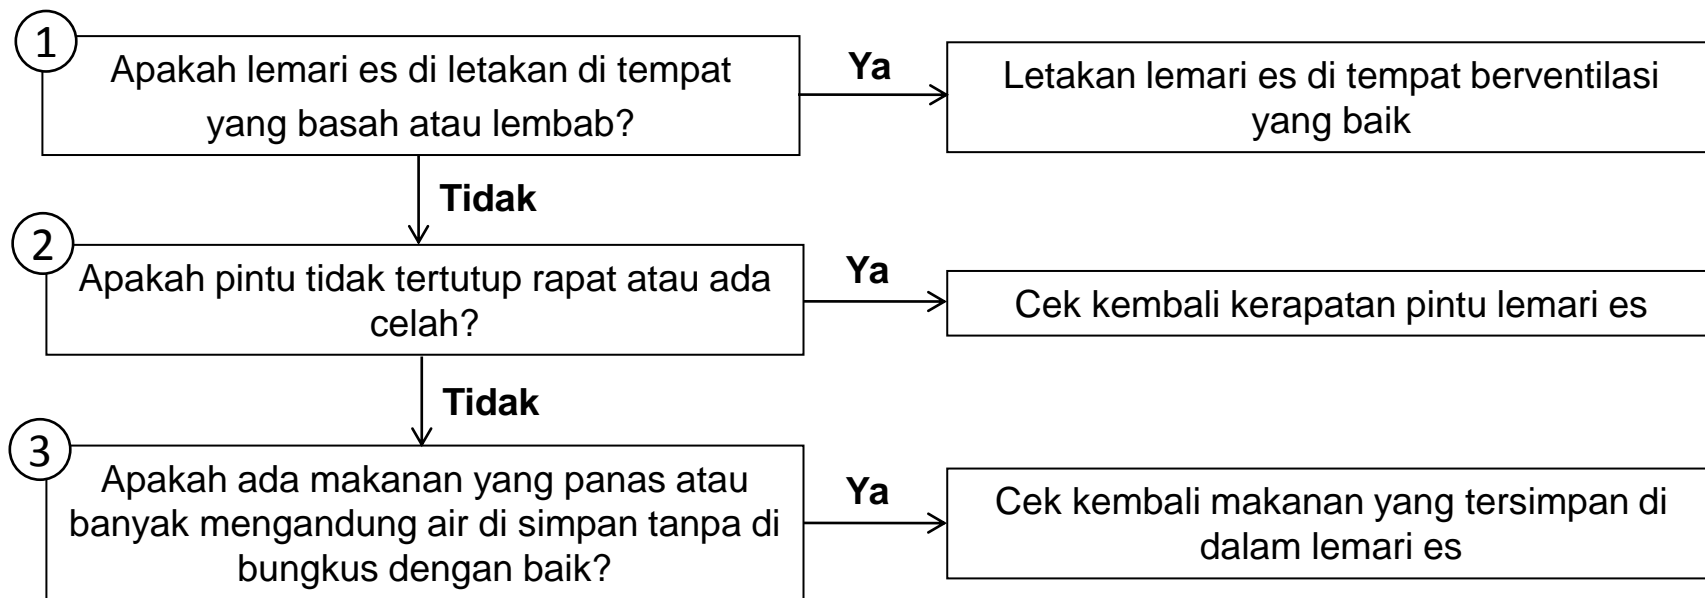 1
Apakah lemari es di letakan di tempat
yang basah atau lembab?
Ya
Letakan lemari es di tempat berventilasi
yang baik
Tidak
2
Apakah pintu tidak tertutup rapat atau ada
celah?
Ya
Cek kembali kerapatan pintu lemari es
Tidak
3
Apakah ada makanan yang panas atau
banyak mengandung air di simpan tanpa di
bungkus dengan baik?
Ya
Cek kembali makanan yang tersimpan di
dalam lemari es